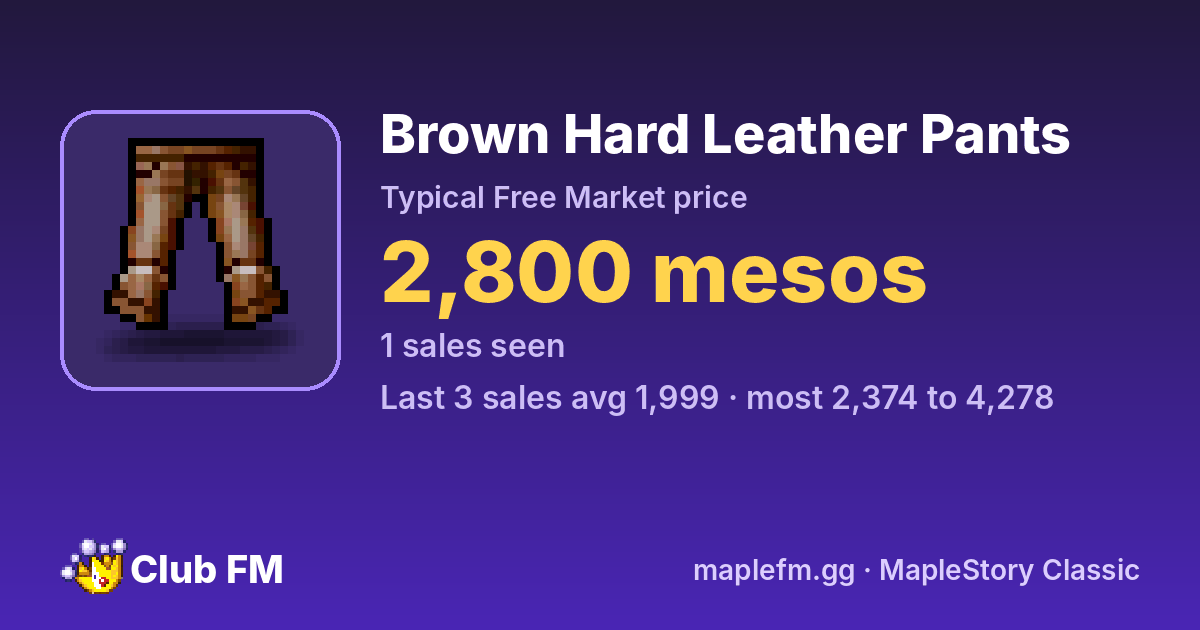 Brown Hard Leather Pants
Typical Free Market price
2,800 mesos
1 sales seen
Last 3 sales avg 1,999 · most 2,374 to 4,278
Club FM
maplefm.gg · MapleStory Classic